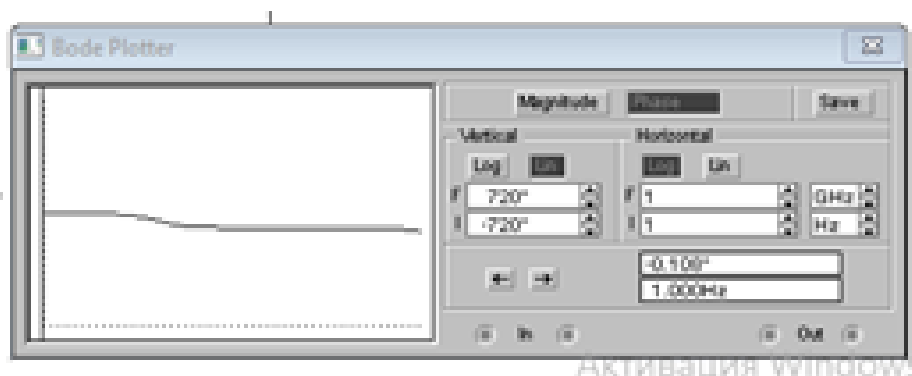 Bode Plotter
Magnitude Phase Save
Vertical Horizontal
Log Lin Log Lin
F 720° F 1 GHz
I -720° I 1 Hz
← →
-0.108°
1.000Hz
In Out
Активация Windows